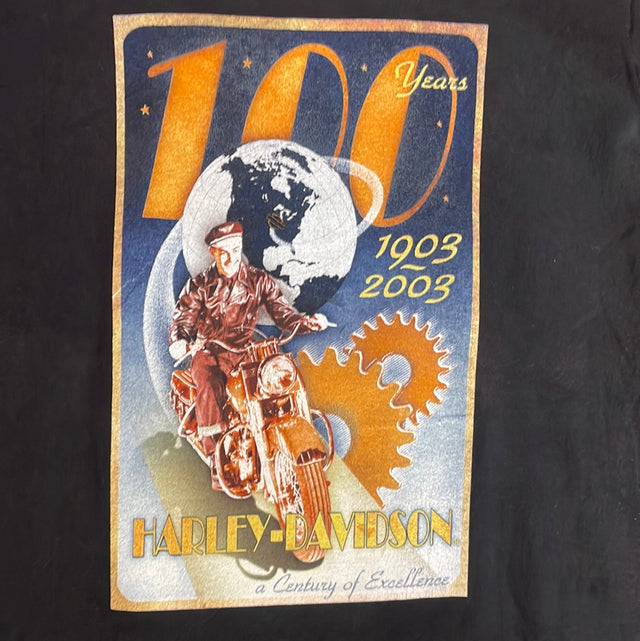 100
Years
1903
~
2003
HARLEY-DAVIDSON
a Century of Excellence